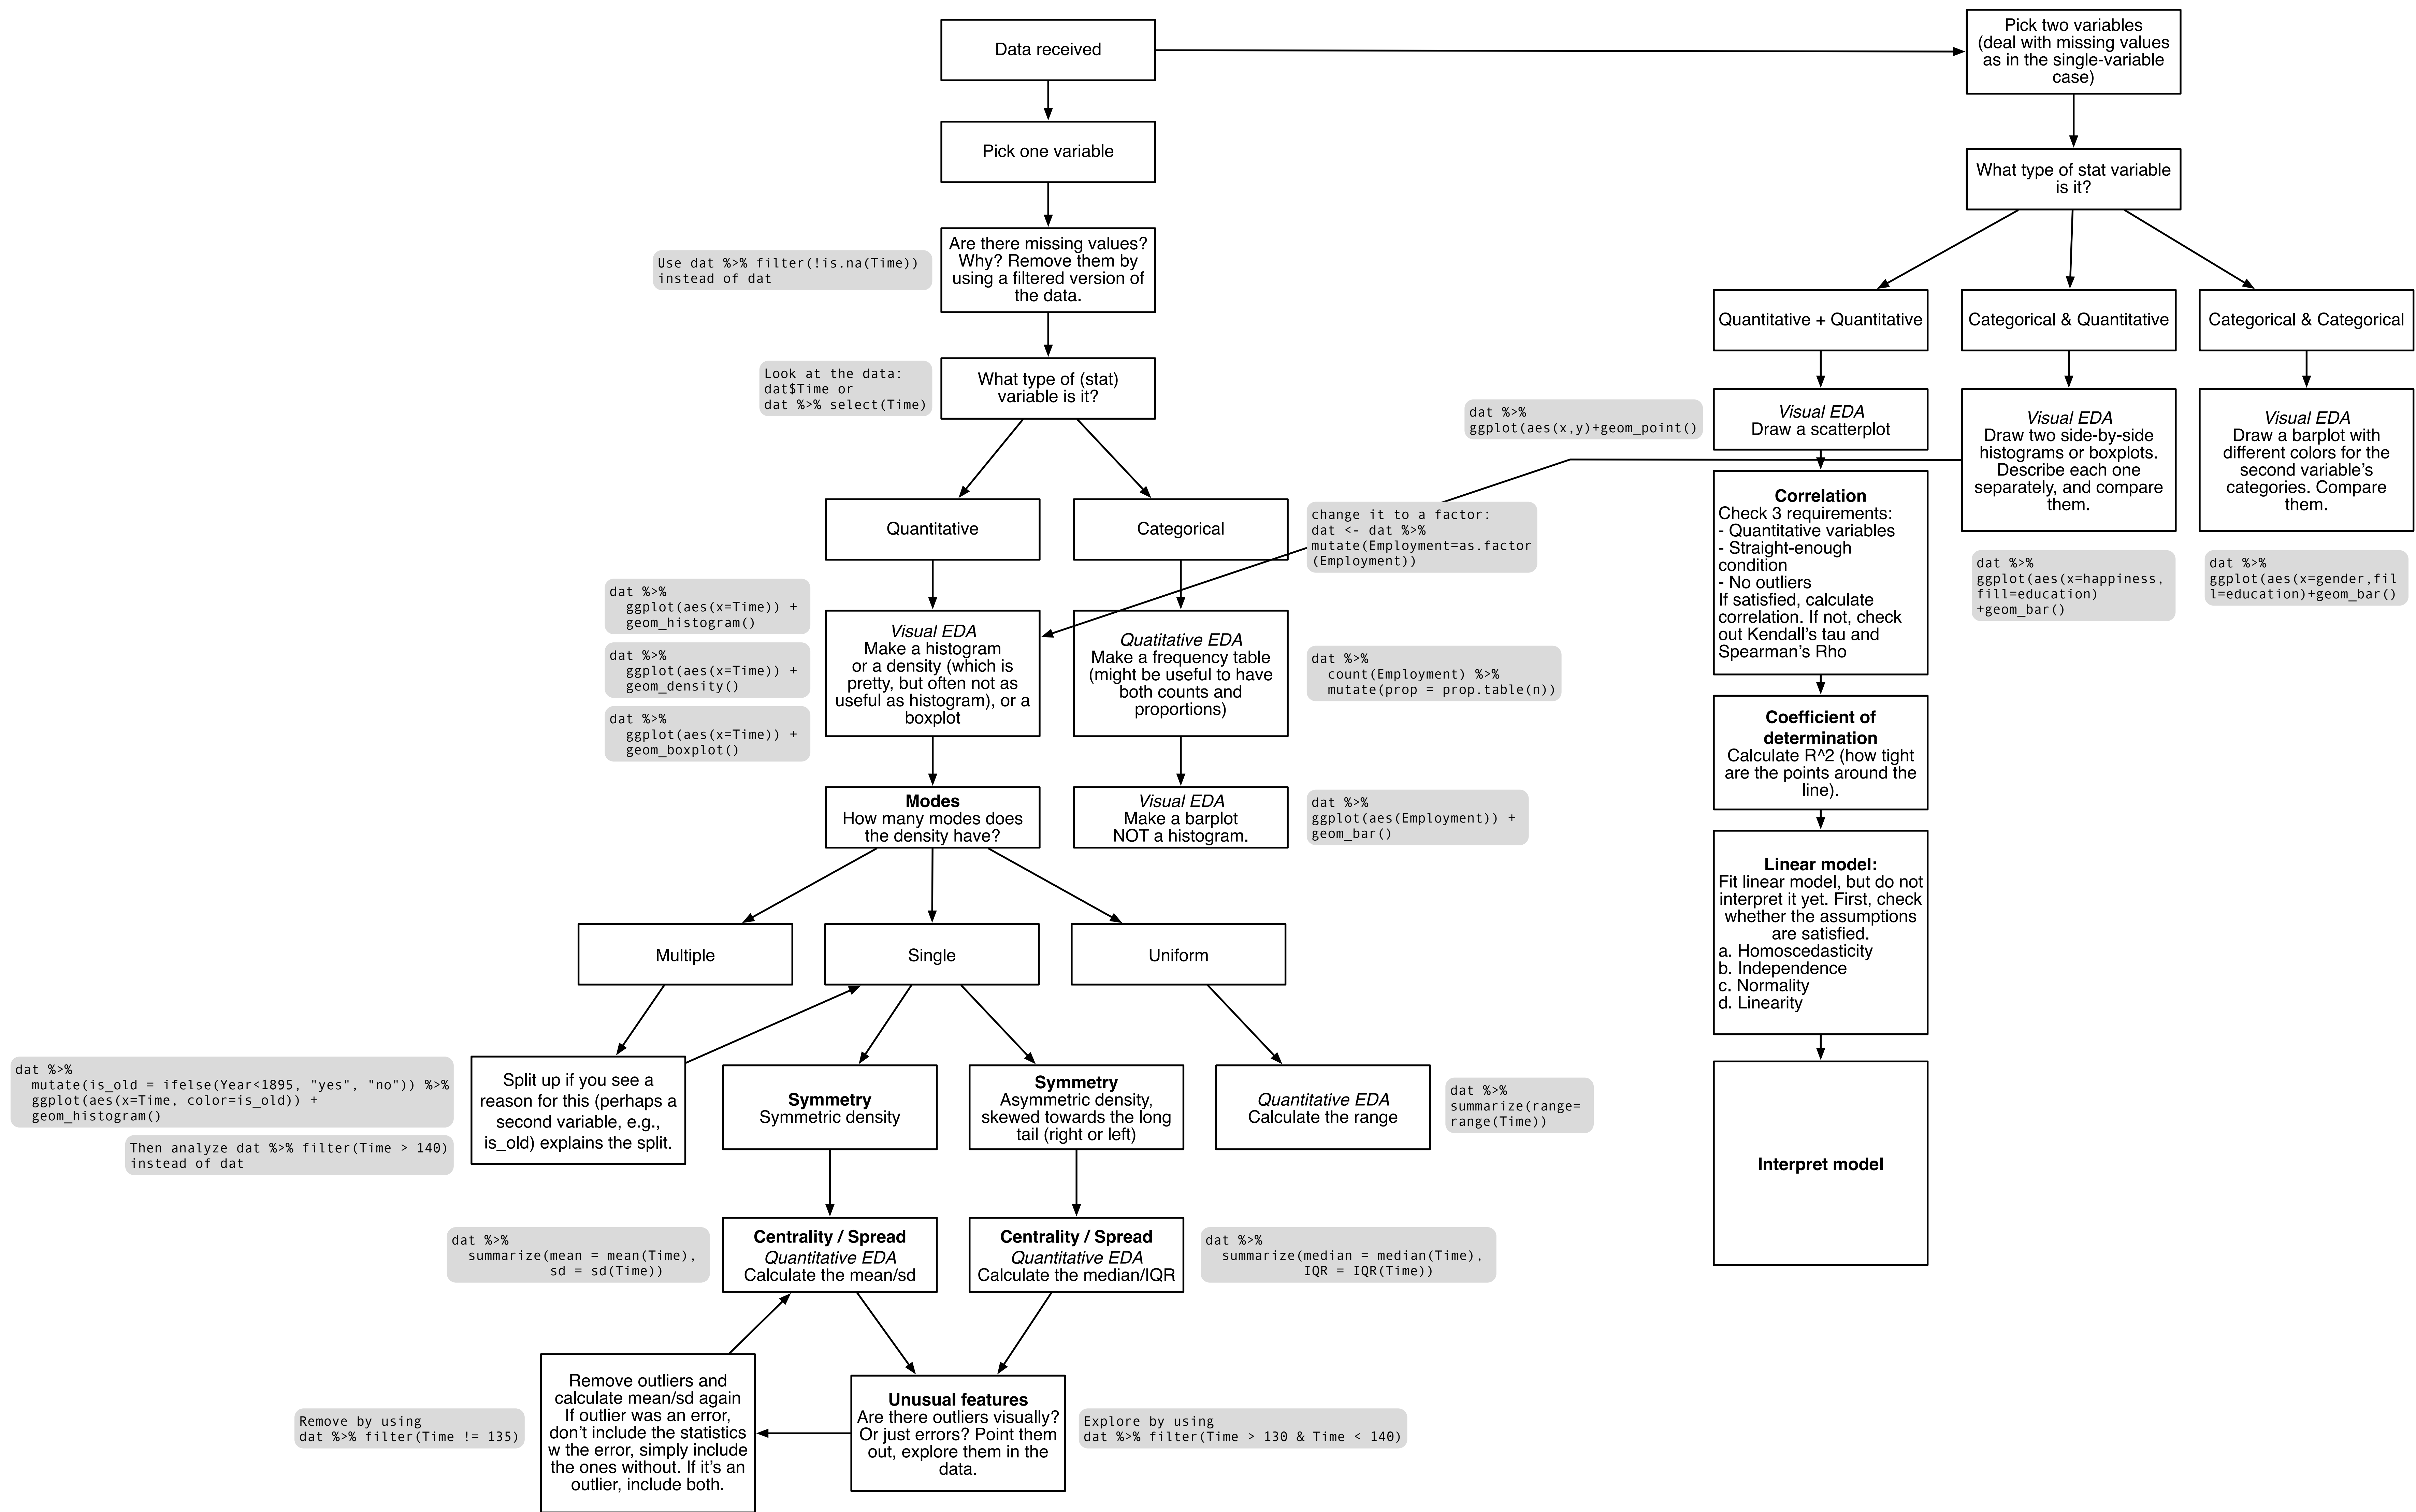 Data received
Pick two variables
(deal with missing values
as in the single-variable
case)
Pick one variable
What type of stat variable
is it?
Use dat %>% filter(!is.na(Time))
instead of dat
Are there missing values?
Why? Remove them by
using a filtered version of
the data.
Quantitative + Quantitative
Categorical & Quantitative
Categorical & Categorical
Look at the data:
dat$Time or
dat %>% select(Time)
What type of (stat)
variable is it?
dat %>%
ggplot(aes(x,y)+geom_point()
Visual EDA
Draw a scatterplot
Visual EDA
Draw two side-by-side
histograms or boxplots.
Describe each one
separately, and compare
them.
Visual EDA
Draw a barplot with
different colors for the
second variable's
categories. Compare
them.
Quantitative
Categorical
change it to a factor:
dat <- dat %>%
mutate(Employment=as.factor
(Employment))
Correlation
Check 3 requirements:
- Quantitative variables
- Straight-enough
condition
- No outliers
If satisfied, calculate
correlation. If not, check
out Kendall's tau and
Spearman's Rho
dat %>%
ggplot(aes(x=happiness,
fill=education)
+geom_bar()
dat %>%
ggplot(aes(x=gender,fil
l=education)+geom_bar()
dat %>%
ggplot(aes(x=Time)) +
geom_histogram()
dat %>%
ggplot(aes(x=Time)) +
geom_density()
dat %>%
ggplot(aes(x=Time)) +
geom_boxplot()
Visual EDA
Make a histogram
or a density (which is
pretty, but often not as
useful as histogram), or a
boxplot
Quatitative EDA
Make a frequency table
(might be useful to have
both counts and
proportions)
dat %>%
count(Employment) %>%
mutate(prop = prop.table(n))
Coefficient of
determination
Calculate R^2 (how tight
are the points around the
line).
Modes
How many modes does
the density have?
Visual EDA
Make a barplot
NOT a histogram.
dat %>%
ggplot(aes(Employment)) +
geom_bar()
Linear model:
Fit linear model, but do not
interpret it yet. First, check
whether the assumptions
are satisfied.
a. Homoscedasticity
b. Independence
c. Normality
d. Linearity
Multiple
Single
Uniform
dat %>%
mutate(is_old = ifelse(Year<1895, "yes", "no")) %>%
ggplot(aes(x=Time, color=is_old)) +
geom_histogram()
Then analyze dat %>% filter(Time > 140)
instead of dat
Split up if you see a
reason for this (perhaps a
second variable, e.g.,
is_old) explains the split.
Symmetry
Symmetric density
Symmetry
Asymmetric density,
skewed towards the long
tail (right or left)
Quantitative EDA
Calculate the range
dat %>%
summarize(range=
range(Time))
Interpret model
dat %>%
summarize(mean = mean(Time),
sd = sd(Time))
Centrality / Spread
Quantitative EDA
Calculate the mean/sd
Centrality / Spread
Quantitative EDA
Calculate the median/IQR
dat %>%
summarize(median = median(Time),
IQR = IQR(Time))
Remove by using
dat %>% filter(Time != 135)
Remove outliers and
calculate mean/sd again
If outlier was an error,
don't include the statistics
w the error, simply include
the ones without. If it's an
outlier, include both.
Unusual features
Are there outliers visually?
Or just errors? Point them
out, explore them in the
data.
Explore by using
dat %>% filter(Time > 130 & Time < 140)